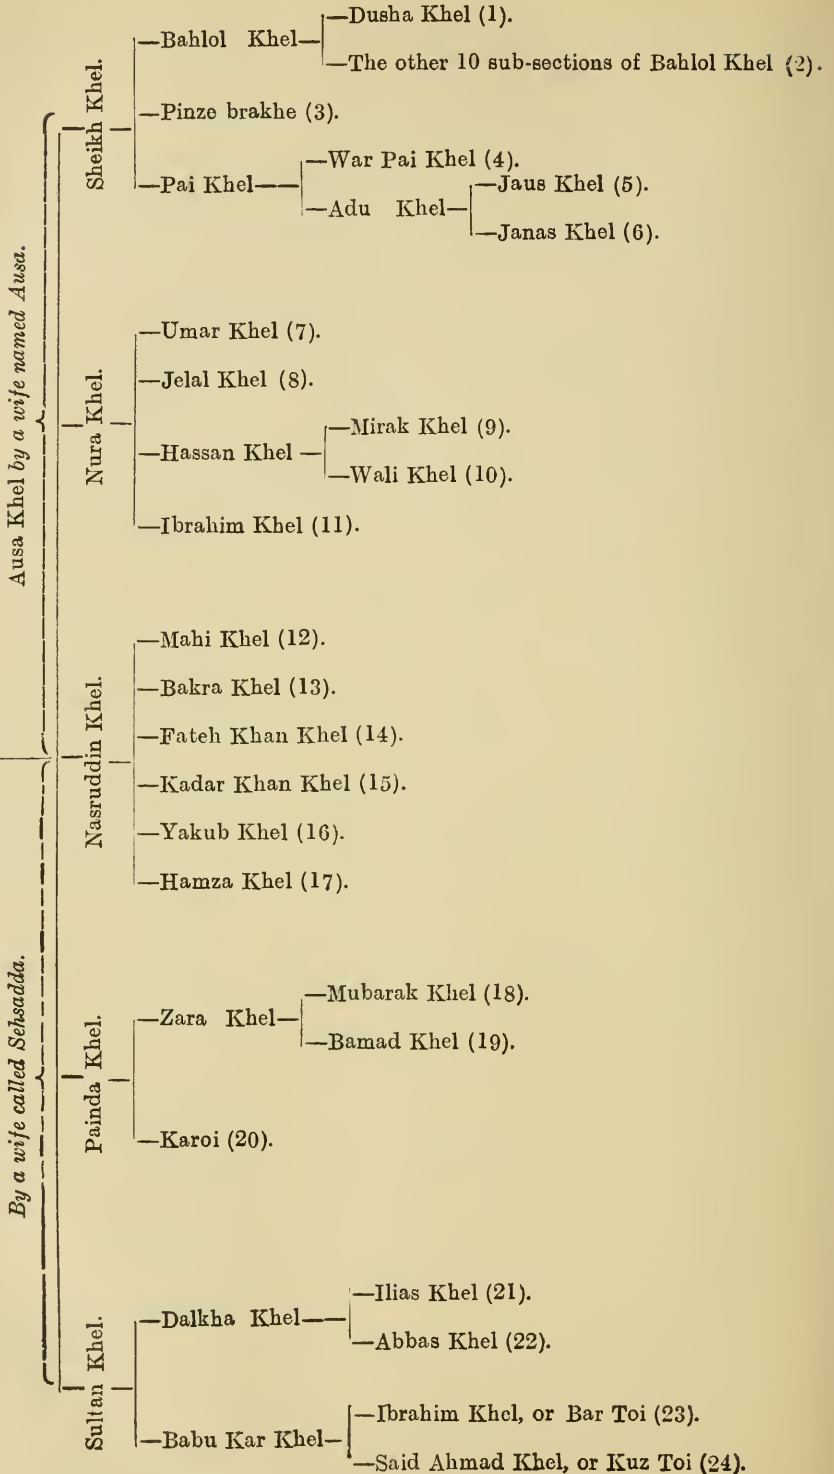 Ausa Khel by a wife named Ausa.
Sheikh Khel.
—Bahlol Khel—
—Dusha Khel (1).
—The other 10 sub-sections of Bahlol Khel (2).
—Pinze brakhe (3).
—Pai Khel—
—War Pai Khel (4).
—Adu Khel—
—Jaus Khel (5).
—Janas Khel (6).
Nura Khel.
—Umar Khel (7).
—Jelal Khel (8).
—Hassan Khel—
—Mirak Khel (9).
—Wali Khel (10).
—Ibrahim Khel (11).
Nasruddin Khel.
—Mahi Khel (12).
—Bakra Khel (13).
—Fateh Khan Khel (14).
—Kadar Khan Khel (15).
—Yakub Khel (16).
—Hamza Khel (17).
By a wife called Sehsadda.
Painda Khel.
—Zara Khel—
—Mubarak Khel (18).
—Bamad Khel (19).
—Karoi (20).
Sultan Khel.
—Dalkha Khel—
—Ilias Khel (21).
—Abbas Khel (22).
—Babu Kar Khel—
—Ibrahim Khel, or Bar Toi (23).
—Said Ahmad Khel, or Kuz Toi (24).